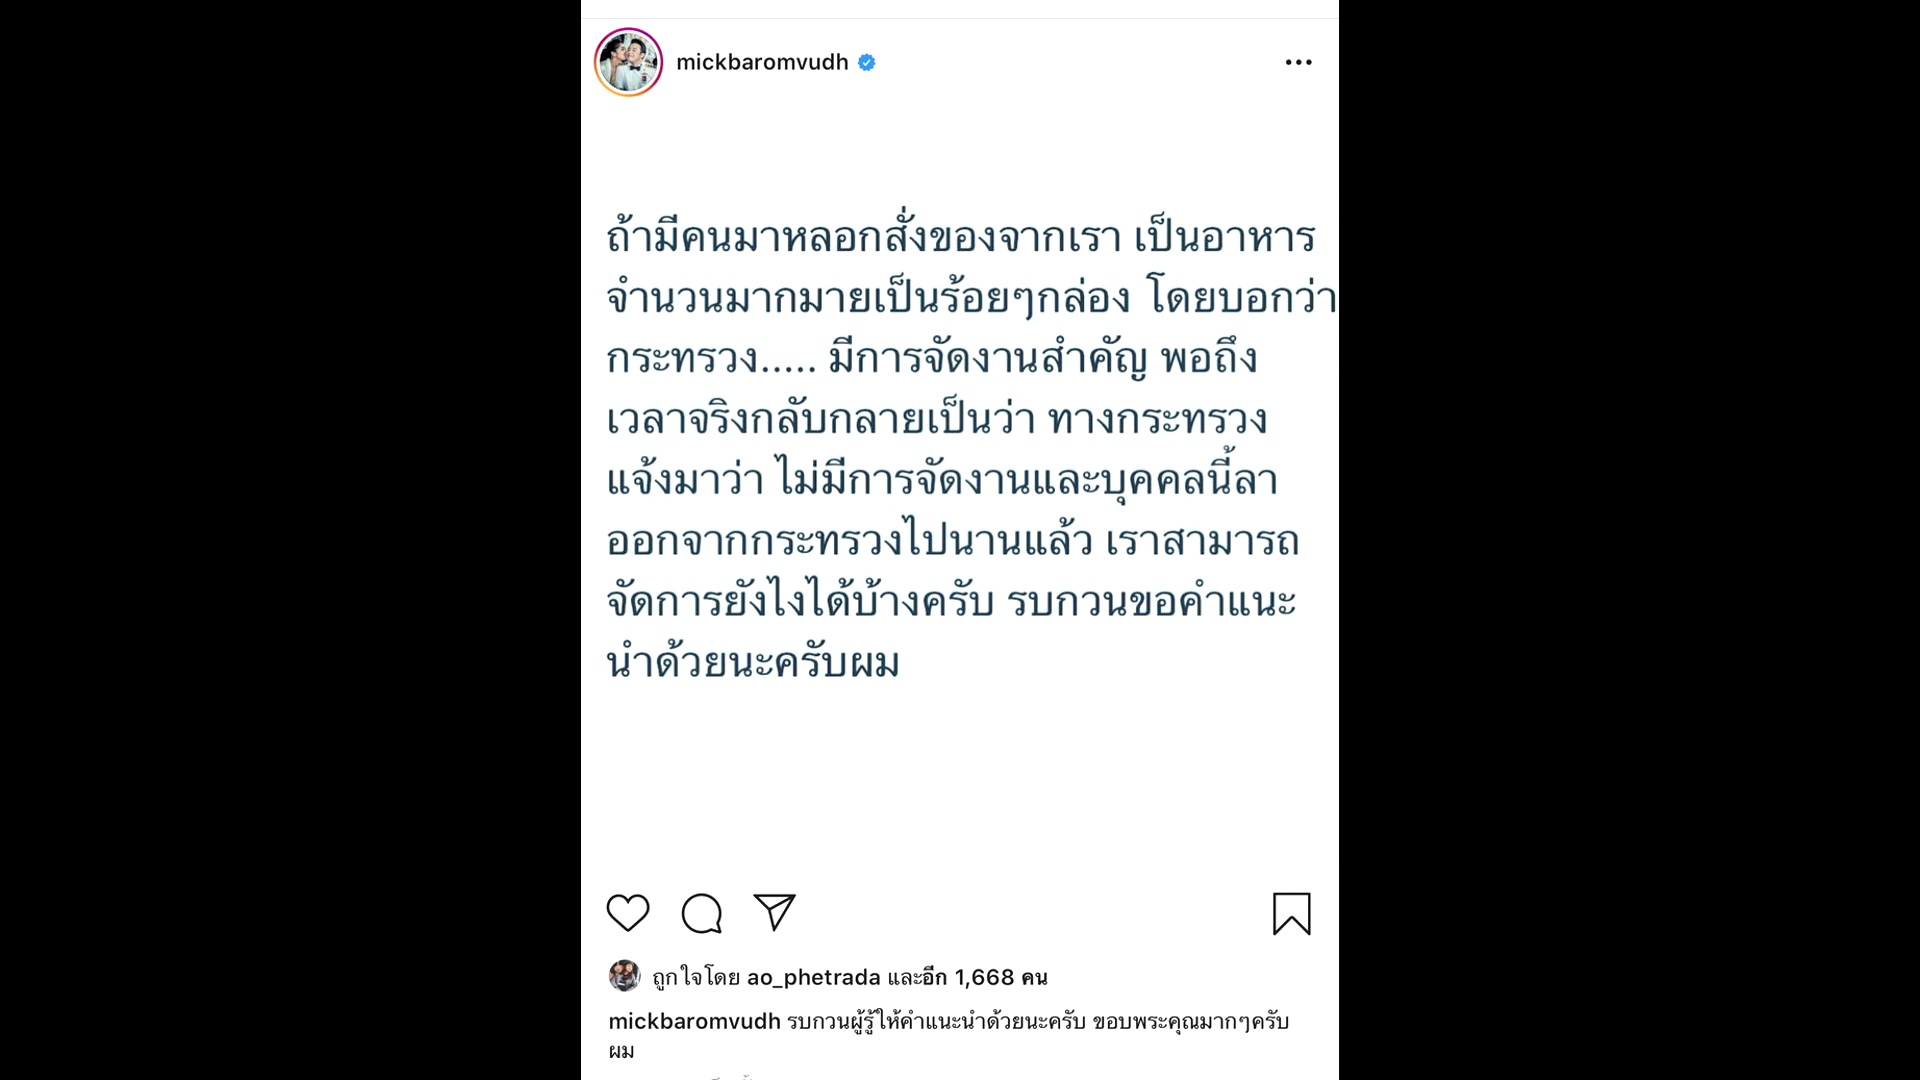 mickbaromvudh
ถ้ามีคนมาหลอกสั่งของจากเรา เป็นอาหาร
จำนวนมากมายเป็นร้อยๆกล่อง โดยบอกว่า
กระทรวง..... มีการจัดงานสำคัญ พอถึง
เวลาจริงกลับกลายเป็นว่า ทางกระทรวง
แจ้งมาว่า ไม่มีการจัดงานและบุคคลนี้ลา
ออกจากกระทรวงไปนานแล้ว เราสามารถ
จัดการยังไงได้บ้างครับ รบกวนขอคำแนะ
นำด้วยนะครับผม
ถูกใจโดย ao_phetrada และอีก 1,668 คน
mickbaromvudh รบกวนผู้รู้ให้คำแนะนำด้วยนะครับ ขอบพระคุณมากๆครับ
ผม